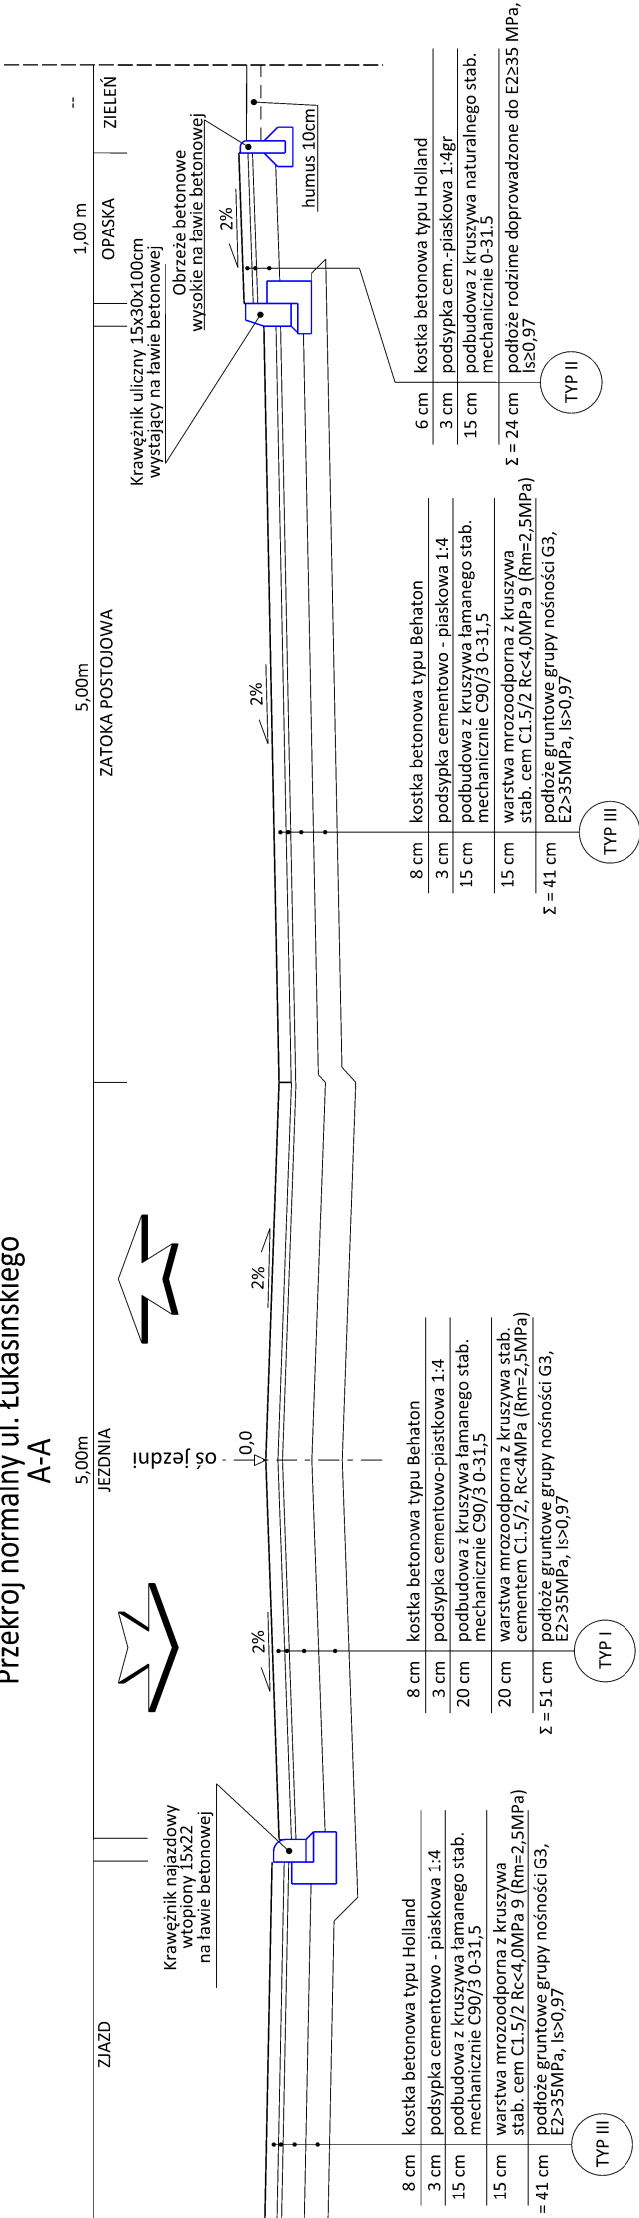 Przekrój normalny ul. Łukasińskiego
A-A
ZJAZD
5,00m
JEZDNIA
5,00m
ZATOKA POSTOJOWA
1,00 m
OPASKA
--
ZIELEŃ
Krawężnik najazdowy
wtopiony 15x22
na ławie betonowej
oś jezdni
0,0
2%
2%
2%
2%
Krawężnik uliczny 15x30x100cm
wystający na ławie betonowej
Obrzeże betonowe
wysokie na ławie betonowej
humus 10cm
8 cm kostka betonowa typu Holland
3 cm podsypka cementowo - piaskowa 1:4
15 cm podbudowa z kruszywa łamanego stab.
mechanicznie C90/3 0-31,5
15 cm warstwa mrozoodporna z kruszywa
stab. cem C1.5/2 Rc<4,0MPa 9 (Rm=2,5MPa)
= 41 cm podłoże gruntowe grupy nośności G3,
E2>35MPa, Is>0,97
TYP III
8 cm kostka betonowa typu Behaton
3 cm podsypka cementowo-piastkowa 1:4
20 cm podbudowa z kruszywa łamanego stab.
mechanicznie C90/3 0-31,5
20 cm warstwa mrozoodporna z kruszywa stab.
cementem C1.5/2, Rc<4MPa (Rm=2,5MPa)
Σ = 51 cm podłoże gruntowe grupy nośności G3,
E2>35MPa, Is>0,97
TYP I
8 cm kostka betonowa typu Behaton
3 cm podsypka cementowo - piaskowa 1:4
15 cm podbudowa z kruszywa łamanego stab.
mechanicznie C90/3 0-31,5
15 cm warstwa mrozoodporna z kruszywa
stab. cem C1.5/2 Rc<4,0MPa 9 (Rm=2,5MPa)
Σ = 41 cm podłoże gruntowe grupy nośności G3,
E2>35MPa, Is>0,97
TYP III
6 cm kostka betonowa typu Holland
3 cm podsypka cem.-piaskowa 1:4gr
15 cm podbudowa z kruszywa naturalnego stab.
mechanicznie 0-31.5
Σ = 24 cm podłoże rodzime doprowadzone do E2≥35 MPa,
Is≥0,97
TYP II